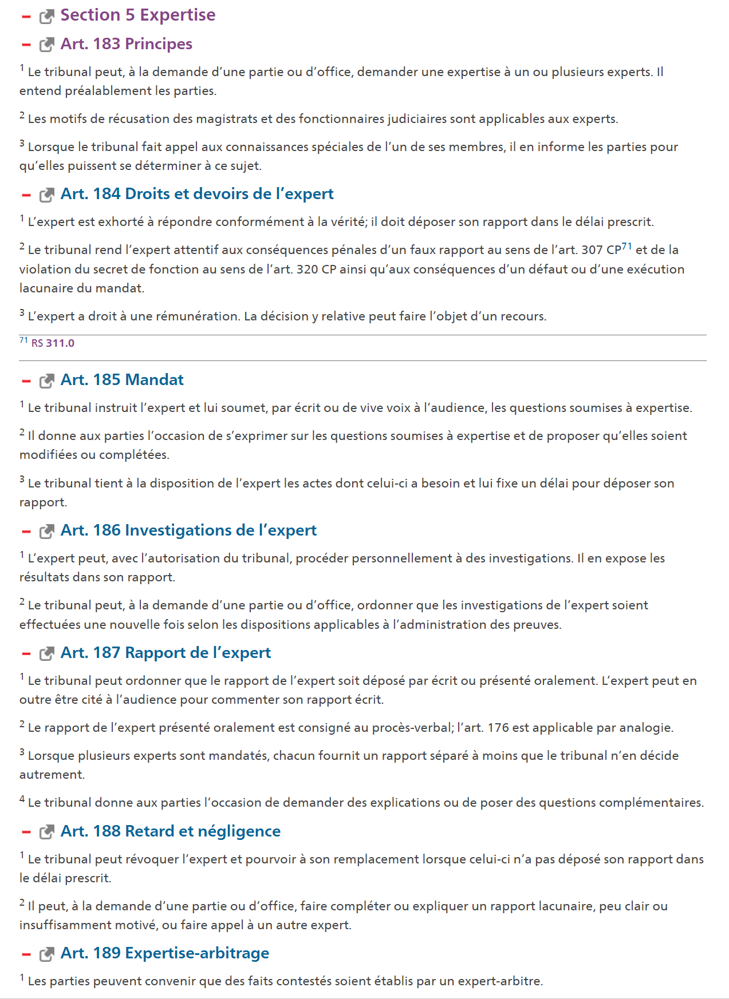 Section 5 Expertise
Art. 183 Principes
1 Le tribunal peut, à la demande d’une partie ou d’office, demander une expertise à un ou plusieurs experts. Il
entend préalablement les parties.
2 Les motifs de récusation des magistrats et des fonctionnaires judiciaires sont applicables aux experts.
3 Lorsque le tribunal fait appel aux connaissances spéciales de l’un de ses membres, il en informe les parties pour
qu’elles puissent se déterminer à ce sujet.
Art. 184 Droits et devoirs de l’expert
1 L’expert est exhorté à répondre conformément à la vérité; il doit déposer son rapport dans le délai prescrit.
2 Le tribunal rend l’expert attentif aux conséquences pénales d’un faux rapport au sens de l’art. 307 CP71 et de la
violation du secret de fonction au sens de l’art. 320 CP ainsi qu’aux conséquences d’un défaut ou d’une exécution
lacunaire du mandat.
3 L’expert a droit à une rémunération. La décision y relative peut faire l’objet d’un recours.
71 RS 311.0
Art. 185 Mandat
1 Le tribunal instruit l’expert et lui soumet, par écrit ou de vive voix à l’audience, les questions soumises à expertise.
2 Il donne aux parties l’occasion de s’exprimer sur les questions soumises à expertise et de proposer qu’elles soient
modifiées ou complétées.
3 Le tribunal tient à la disposition de l’expert les actes dont celui-ci a besoin et lui fixe un délai pour déposer son
rapport.
Art. 186 Investigations de l’expert
1 L’expert peut, avec l’autorisation du tribunal, procéder personnellement à des investigations. Il en expose les
résultats dans son rapport.
2 Le tribunal peut, à la demande d’une partie ou d’office, ordonner que les investigations de l’expert soient
effectuées une nouvelle fois selon les dispositions applicables à l’administration des preuves.
Art. 187 Rapport de l’expert
1 Le tribunal peut ordonner que le rapport de l’expert soit déposé par écrit ou présenté oralement. L’expert peut en
outre être cité à l’audience pour commenter son rapport écrit.
2 Le rapport de l’expert présenté oralement est consigné au procès-verbal; l’art. 176 est applicable par analogie.
3 Lorsque plusieurs experts sont mandatés, chacun fournit un rapport séparé à moins que le tribunal n’en décide
autrement.
4 Le tribunal donne aux parties l’occasion de demander des explications ou de poser des questions complémentaires.
Art. 188 Retard et négligence
1 Le tribunal peut révoquer l’expert et pourvoir à son remplacement lorsque celui-ci n’a pas déposé son rapport dans
le délai prescrit.
2 Il peut, à la demande d’une partie ou d’office, faire compléter ou expliquer un rapport lacunaire, peu clair ou
insuffisamment motivé, ou faire appel à un autre expert.
Art. 189 Expertise-arbitrage
1 Les parties peuvent convenir que des faits contestés soient établis par un expert-arbitre.